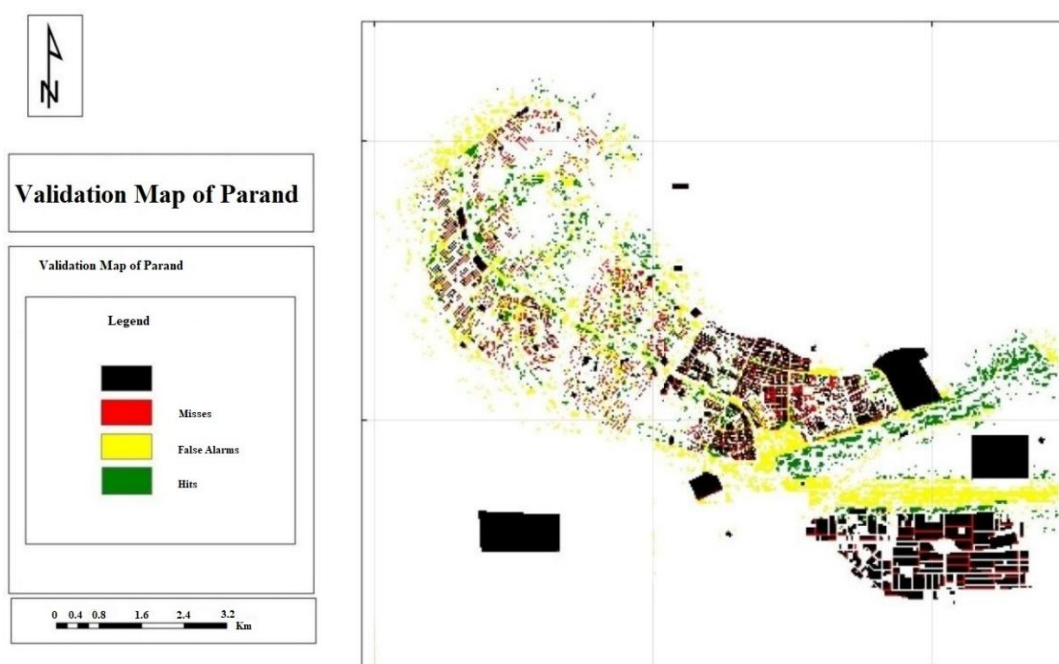 N
Validation Map of Parand
Validation Map of Parand
Legend
Misses
False Alarms
Hits
0 0.4 0.8 1.6 2.4 3.2
Km